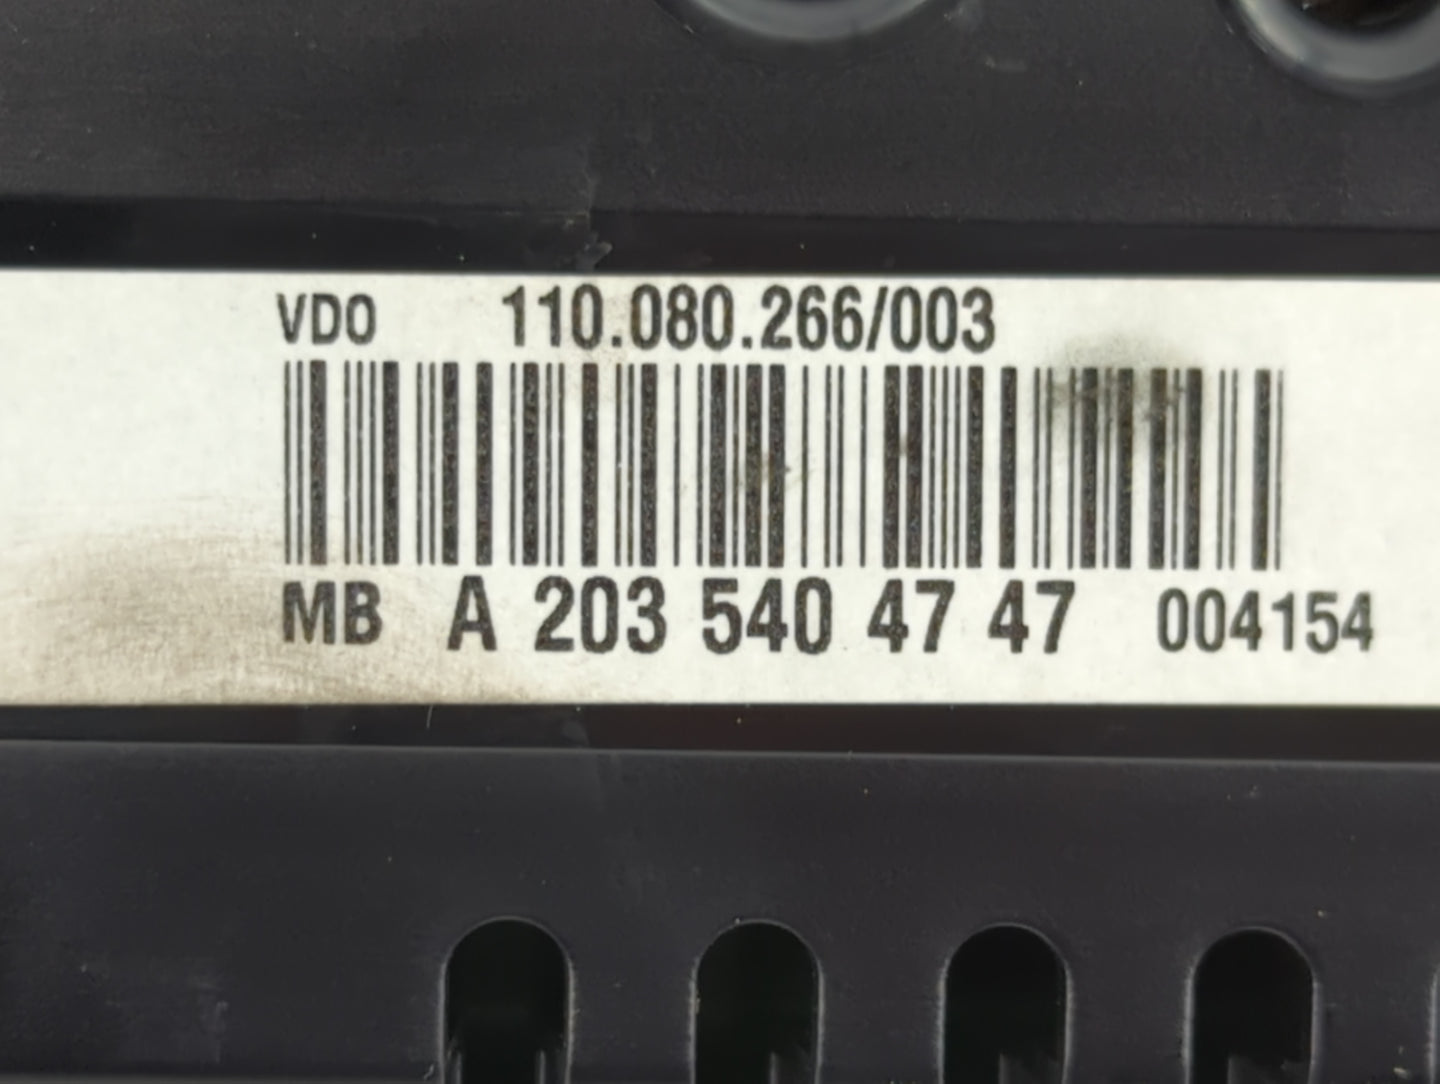 VDO 110.080.266/003
MB A 203 540 47 47 004154